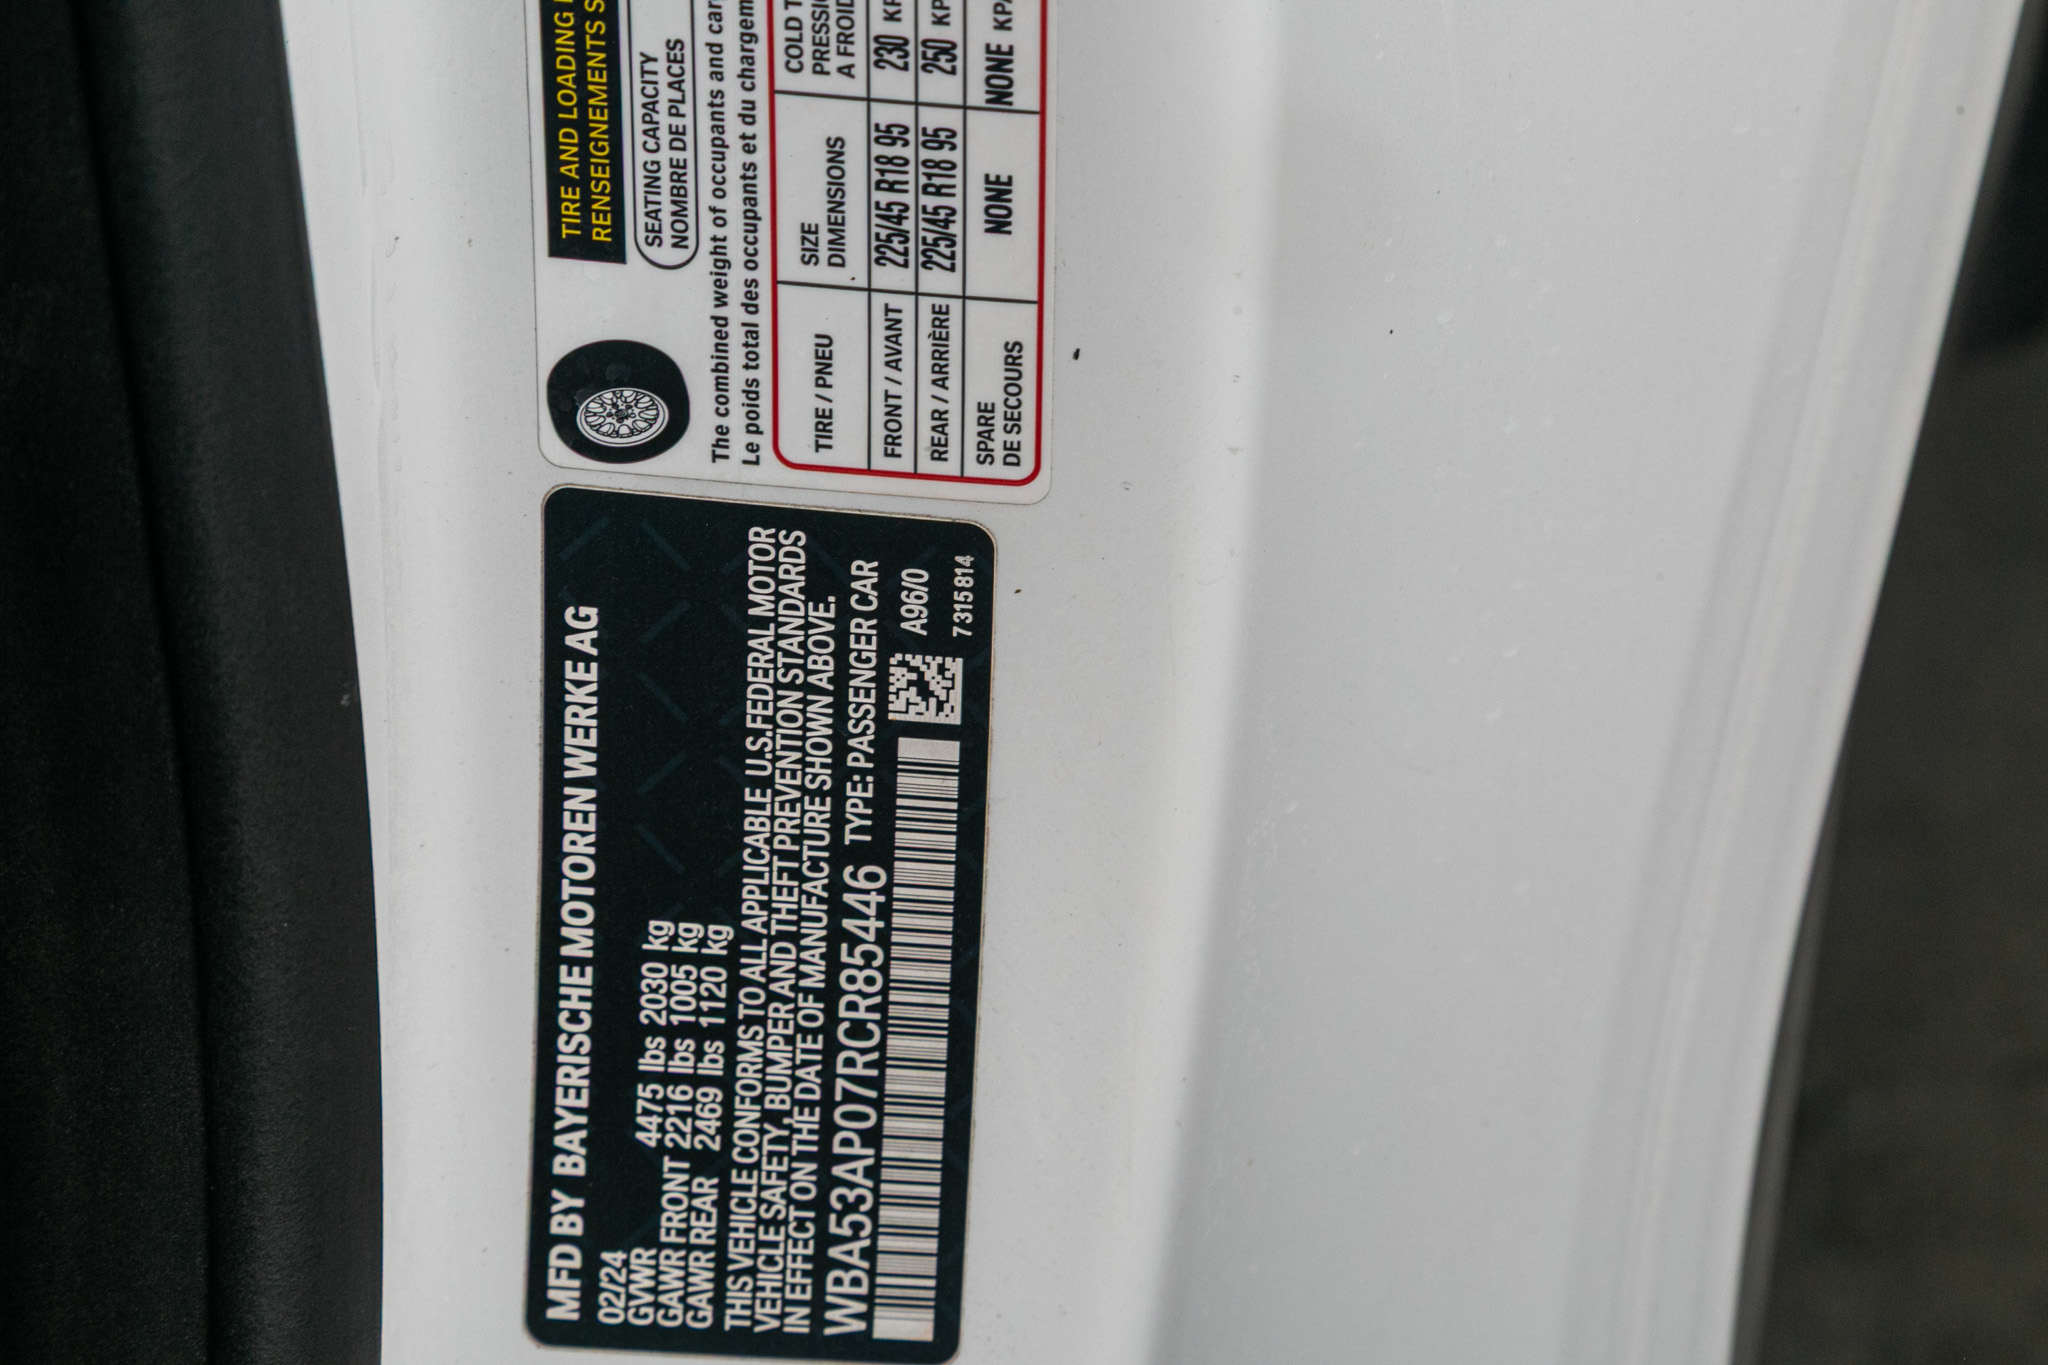 MFD BY BAYERISCHE MOTOREN WERKE AG
02/24
GVWR 4475 lbs 2030 kg
GAWR FRONT 2216 lbs 1005 kg
GAWR REAR 2469 lbs 1120 kg
THIS VEHICLE CONFORMS TO ALL APPLICABLE U.S.FEDERAL MOTOR
VEHICLE SAFETY, BUMPER AND THEFT PREVENTION STANDARDS
IN EFFECT ON THE DATE OF MANUFACTURE SHOWN ABOVE.
WBA53AP07RCR85446 TYPE: PASSENGER CAR
A96/0
7 315 814
TIRE AND LOADING
RENSEIGNEMENTS S
SEATING CAPACITY
NOMBRE DE PLACES
The combined weight of occupants and car
Le poids total des occupants et du chargem
TIRE / PNEU
SIZE
DIMENSIONS
COLD T
PRESSI
A FROID
FRONT / AVANT 225/45 R18 95 230 KP
REAR / ARRIÈRE 225/45 R18 95 250 KP
SPARE
DE SECOURS
NONE NONE KPA